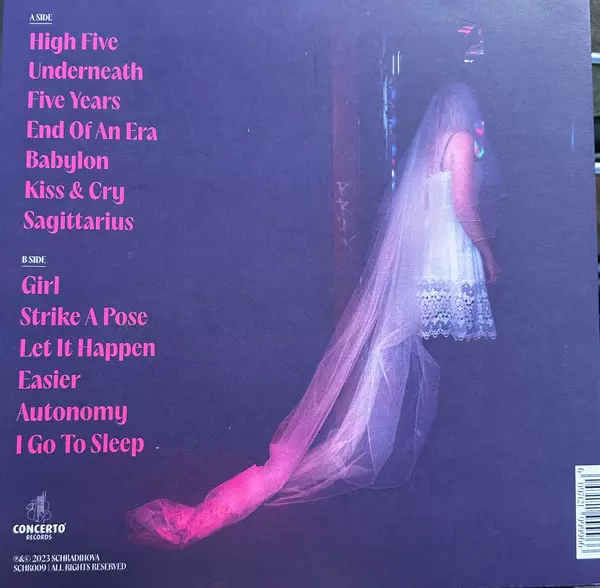 A SIDE
High Five
Underneath
Five Years
End Of An Era
Babylon
Kiss & Cry
Sagittarius
B SIDE
Girl
Strike A Pose
Let It Happen
Easier
Autonomy
I Go To Sleep
CONCERTO
RECORDS
℗&© 2023 SCHRADINOVA
SCHR009 | ALL RIGHTS RESERVED